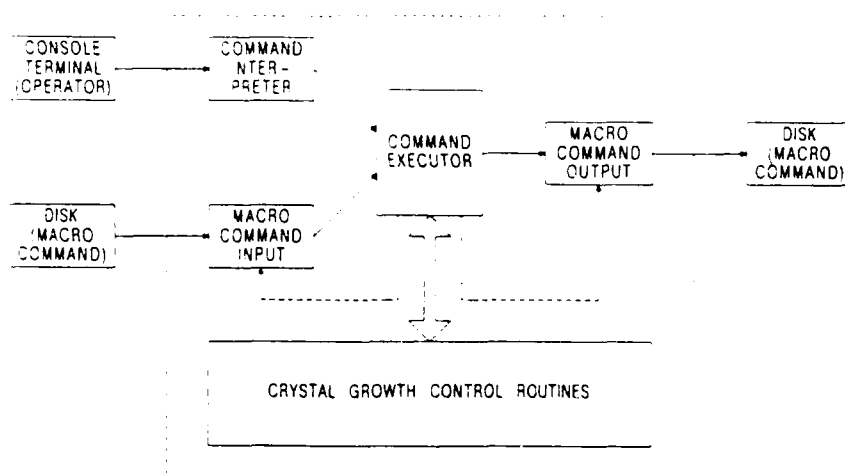 CONSOLE
TERMINAL
(OPERATOR)
COMMAND
NTER-
PRETER
COMMAND
EXECUTOR
MACRO
COMMAND
OUTPUT
DISK
(MACRO
COMMAND)
DISK
(MACRO
COMMAND)
MACRO
COMMAND
INPUT
CRYSTAL GROWTH CONTROL ROUTINES